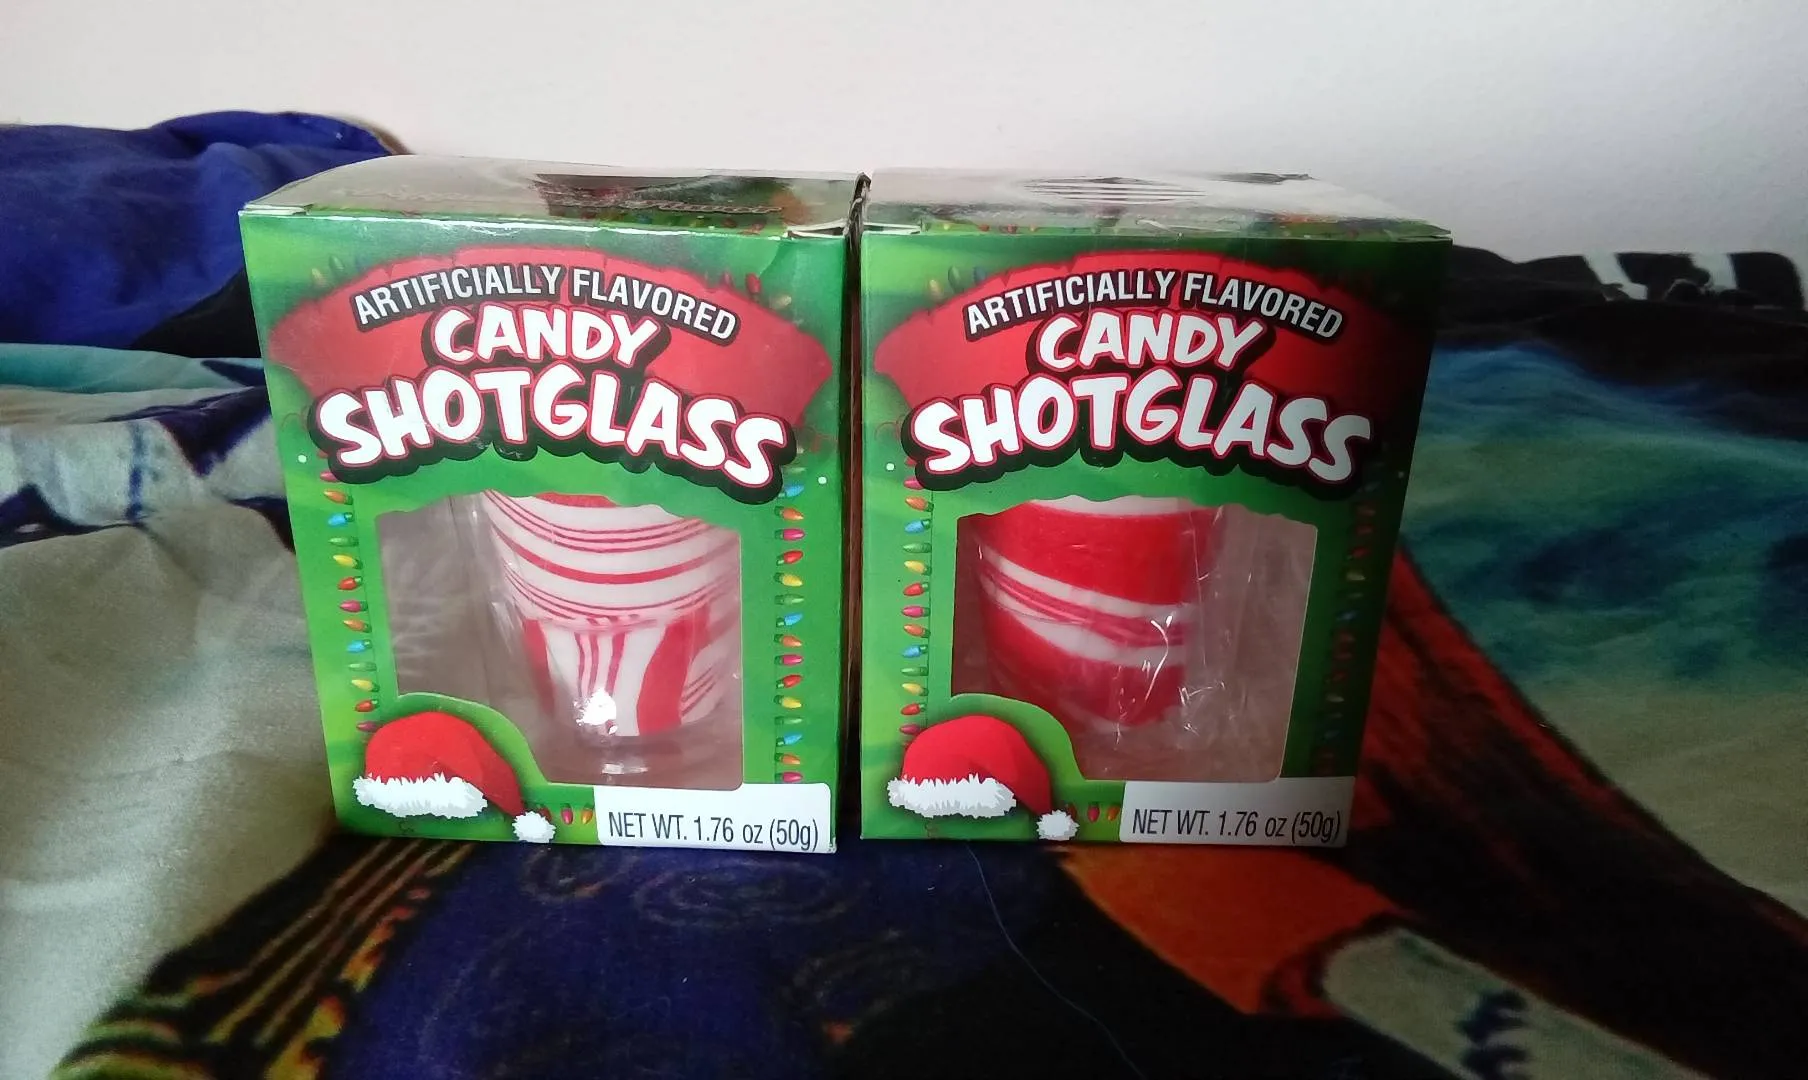 ARTIFICIALLY FLAVORED
CANDY
SHOTGLASS
NET WT. 1.76 oz (50g)
ARTIFICIALLY FLAVORED
CANDY
SHOTGLASS
NET WT. 1.76 oz (50g)